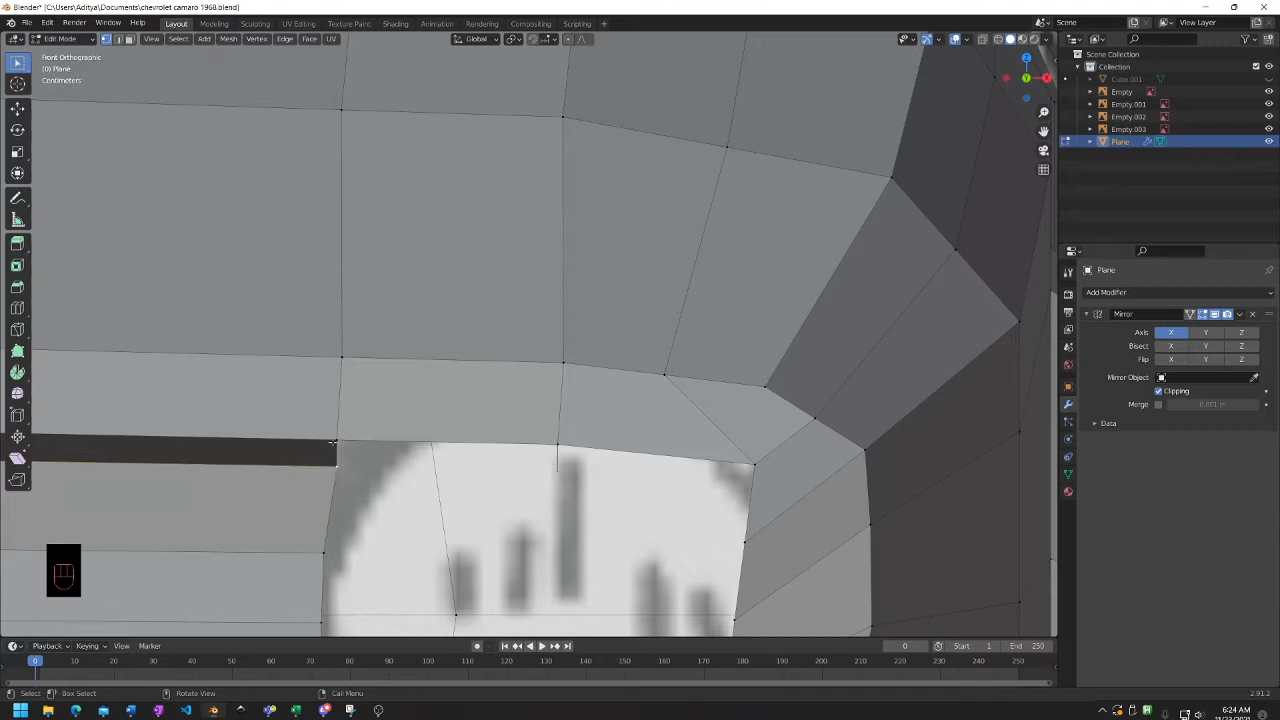 Blender* [C:\Users\Aditya\Documents\chevrolet camaro 1968.blend]
File Edit Render Window Help Layout Modeling Sculpting UV Editing Texture Paint Shading Animation Rendering Compositing Scripting + Scene View Layer
Edit Mode View Select Add Mesh Vertex Edge Face UV Global
Front Orthographic
(0) Plane
Centimeters
Z
X
Y
Scene Collection
Collection
Cube.001
Empty
Empty.001
Empty.002
Empty.003
Plane
Plane
Add Modifier
Mirror
Axis X Y Z
Bisect X Y Z
Flip X Y Z
Mirror Object
Clipping
Merge 0.001 m
Data
Playback Keying View Marker 0 Start 1 End 250
0 10 20 30 40 50 60 70 80 90 100 110 120 130 140 150 160 170 180 190 200 210 220 230 240 250
Select Box Select Rotate View Call Menu 2.91.2
6:24 AM